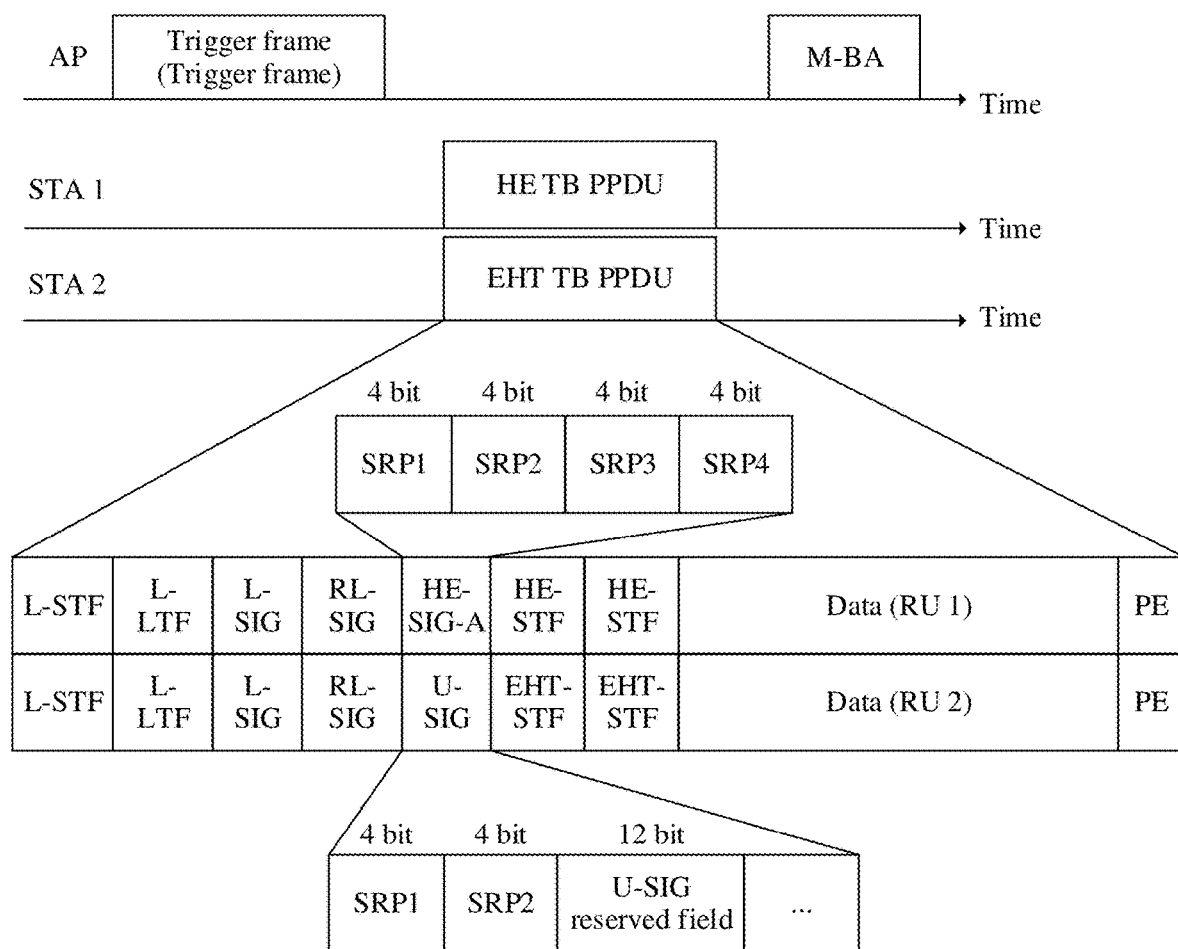 AP
Trigger frame
(Trigger frame)
M-BA
Time
STA 1
HE TB PPDU
Time
STA 2
EHT TB PPDU
Time
4 bit 4 bit 4 bit 4 bit
SRP1 SRP2 SRP3 SRP4
L-STF
L-
LTF
L-
SIG
RL-
SIG
HE-
SIG-A
HE-
STF
HE-
STF
Data (RU 1)
PE
L-STF
L-
LTF
L-
SIG
RL-
SIG
U-
SIG
EHT-
STF
EHT-
STF
Data (RU 2)
PE
4 bit 4 bit 12 bit
SRP1
SRP2
U-SIG
reserved field
...